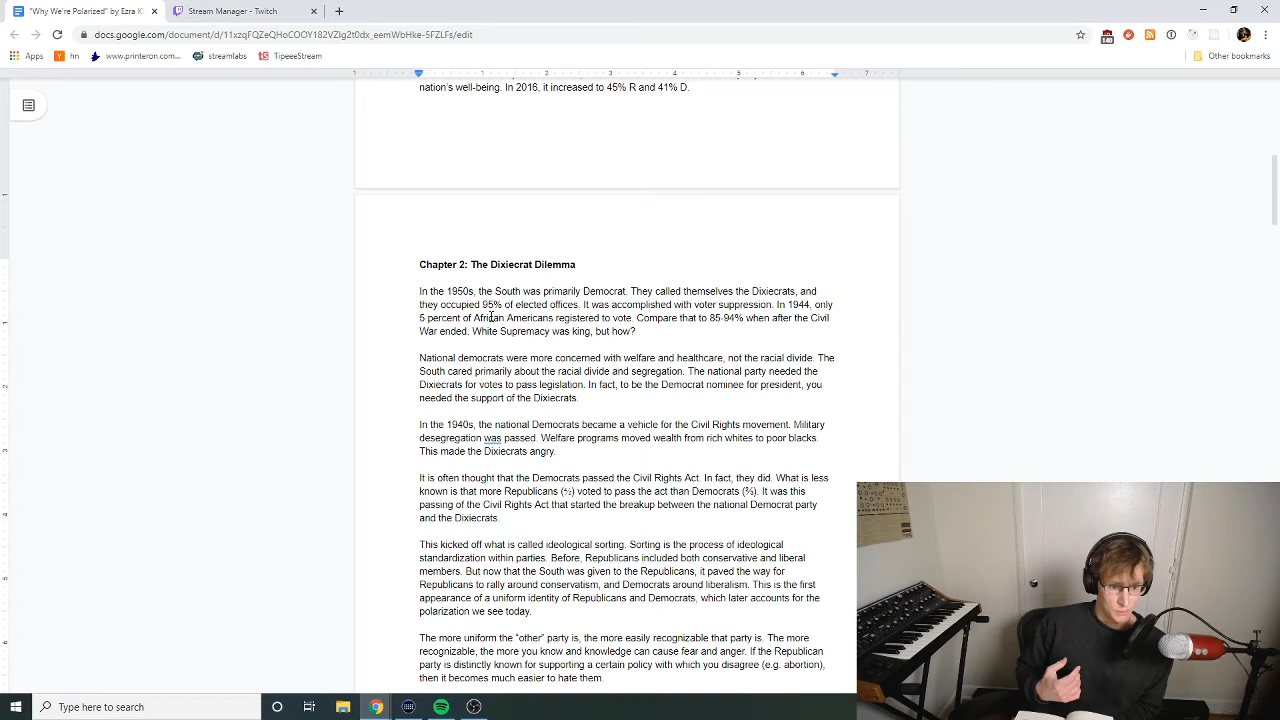 "Why We're Polarized" by Ezra K
Stream Manager - Twitch
docs.google.com/document/d/11xzqFQZeQHoCOOY182VZIg2t0dx_eemWbHke-5FZLFs/edit
140
Apps
hn
www.printeron.com...
streamlabs
TipeeeStream
Other bookmarks
1 1 2 3 4 5 6 7
nation's well-being. In 2016, it increased to 45% R and 41% D.
Chapter 2: The Dixiecrat Dilemma
In the 1950s, the South was primarily Democrat. They called themselves the Dixiecrats, and
they occupied 95% of elected offices. It was accomplished with voter suppression. In 1944, only
5 percent of African Americans registered to vote. Compare that to 85-94% when after the Civil
War ended. White Supremacy was king, but how?
National democrats were more concerned with welfare and healthcare, not the racial divide. The
South cared primarily about the racial divide and segregation. The national party needed the
Dixiecrats for votes to pass legislation. In fact, to be the Democrat nominee for president, you
needed the support of the Dixiecrats.
In the 1940s, the national Democrats became a vehicle for the Civil Rights movement. Military
desegregation was passed. Welfare programs moved wealth from rich whites to poor blacks.
This made the Dixiecrats angry.
It is often thought that the Democrats passed the Civil Rights Act. In fact, they did. What is less
known is that more Republicans (⅘) voted to pass the act than Democrats (⅔). It was this
passing of the Civil Rights Act that started the breakup between the national Democrat party
and the Dixiecrats.
This kicked off what is called ideological sorting. Sorting is the process of ideological
standardization within parties. Before, Republicans included both conservative and liberal
members. But now that the South was given to the Republicans, it paved the way for
Republicans to rally around conservatism, and Democrats around liberalism. This is the first
appearance of a uniform identity of Republicans and Democrats, which later accounts for the
polarization we see today.
The more uniform the "other" party is, the more easily recognizable that party is. The more
recognizable, the more you know and knowledge can cause fear and anger. If the Republican
party is distinctly known for supporting a certain policy with which you disagree (e.g. abortion),
then it becomes much easier to hate them.
Type here to search